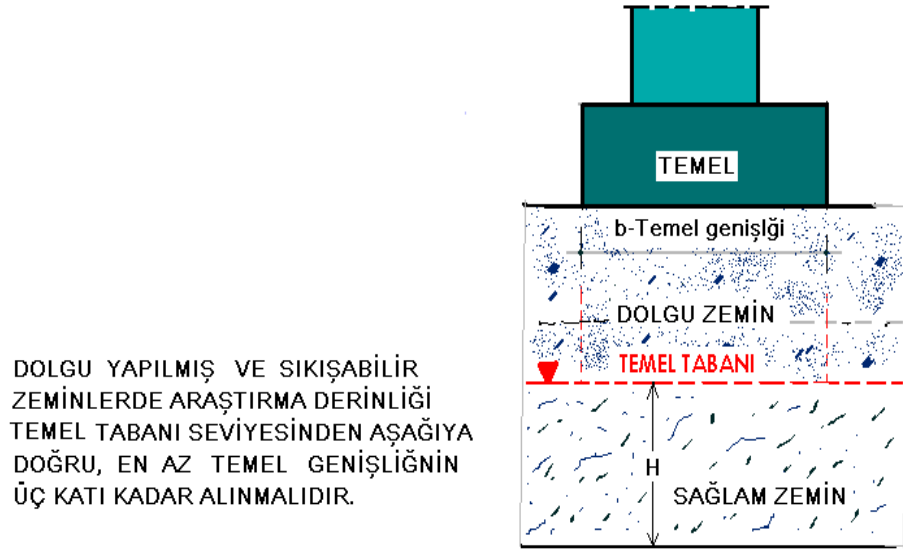 TEMEL
b-Temel genişlği
DOLGU ZEMİN
TEMEL TABANI
H
SAĞLAM ZEMİN
DOLGU YAPILMIŞ VE SIKIŞABİLİR
ZEMİNLERDE ARAŞTIRMA DERİNLİĞİ
TEMEL TABANI SEVİYESİNDEN AŞAĞIYA
DOĞRU, EN AZ TEMEL GENİŞLİĞNİN
ÜÇ KATI KADAR ALINMALIDIR.